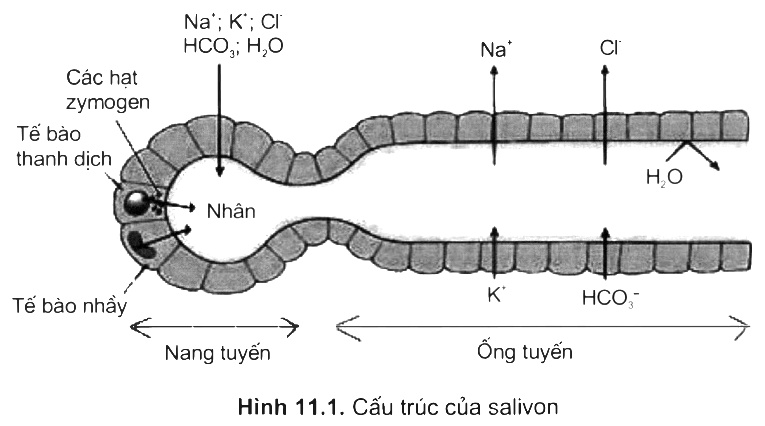 Na⁺; K⁺; Cl⁻
HCO₃; H₂O
Na⁺
Cl⁻
Các hạt
zymogen
Tế bào
thanh dịch
H₂O
Nhân
K⁺
HCO₃⁻
Tế bào nhầy
Nang tuyến
Ống tuyến
Hình 11.1. Cấu trúc của salivon